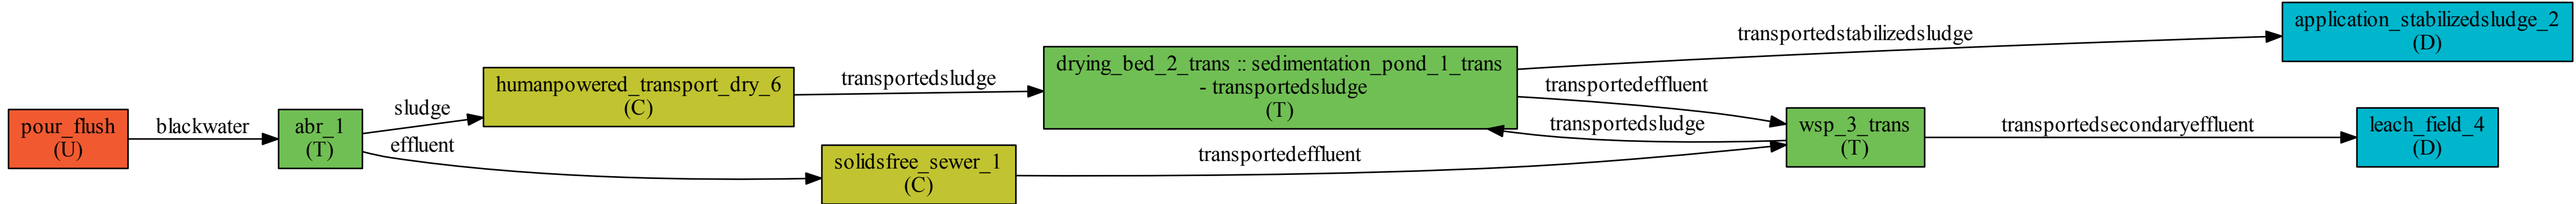 pour_flush
(U)
blackwater
abr_1
(T)
sludge
effluent
humanpowered_transport_dry_6
(C)
solidsfree_sewer_1
(C)
transportedsludge
transportedeffluent
drying_bed_2_trans :: sedimentation_pond_1_trans
- transportedsludge
(T)
transportedstabilizedsludge
transportedeffluent
transportedsludge
wsp_3_trans
(T)
transportedsecondaryeffluent
application_stabilizedsludge_2
(D)
leach_field_4
(D)